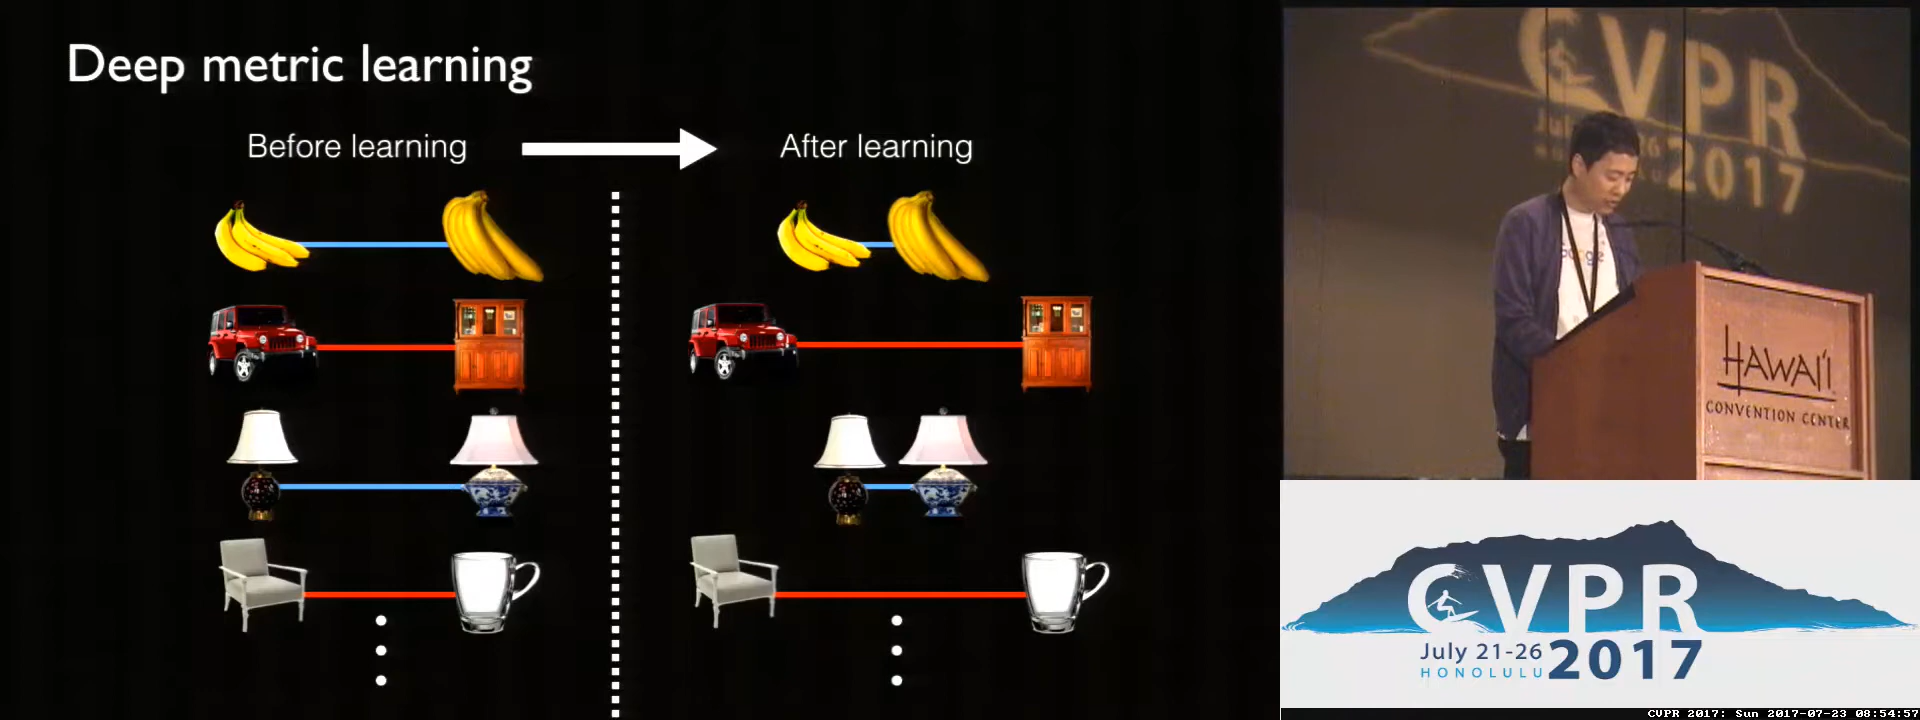 Deep metric learning
Before learning
After learning
CVPR
2017
Google
HAWAI'I
CONVENTION CENTER
CVPR
July 21-26
HONOLULU
2017
CVPR 2017: Sun 2017-07-23 08:54:57